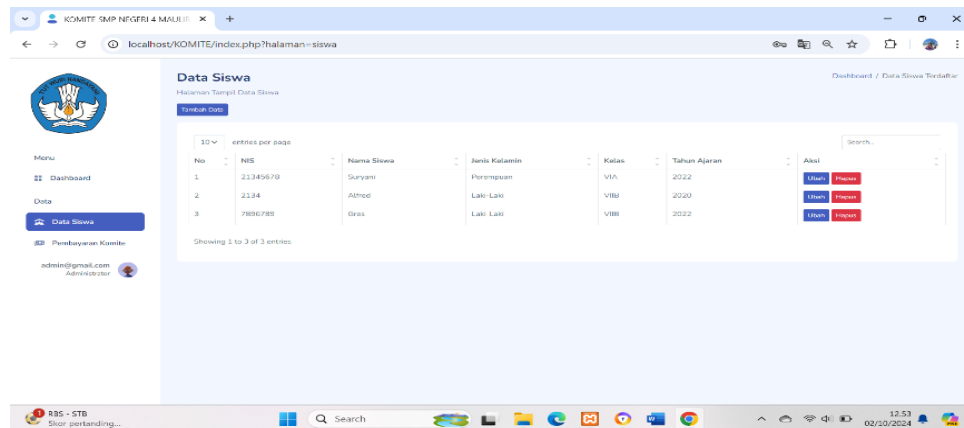 KOMITE SMP NEGERI 4 MAULI
localhost/KOMITE/index.php?halaman=siswa
Data Siswa
Dashboard / Data Siswa Terdaftar
Halaman Tampil Data Siswa
Tambah Data
10 entries per page
Search...
Menu
Dashboard
Data
Data Siswa
Pembayaran Komite
admin@gmail.com
Administrator
No NIS Nama Siswa Jenis Kelamin Kelas Tahun Ajaran Aksi
1 21345678 Suryani Perempuan VIA 2022 Ubah Hapus
2 2134 Alfred Laki-Laki VIIB 2020 Ubah Hapus
3 7890789 Gres Laki-Laki VIIB 2022 Ubah Hapus
Showing 1 to 3 of 3 entries
1 RBS - STB
Skor pertanding...
Search
12.53
02/10/2024